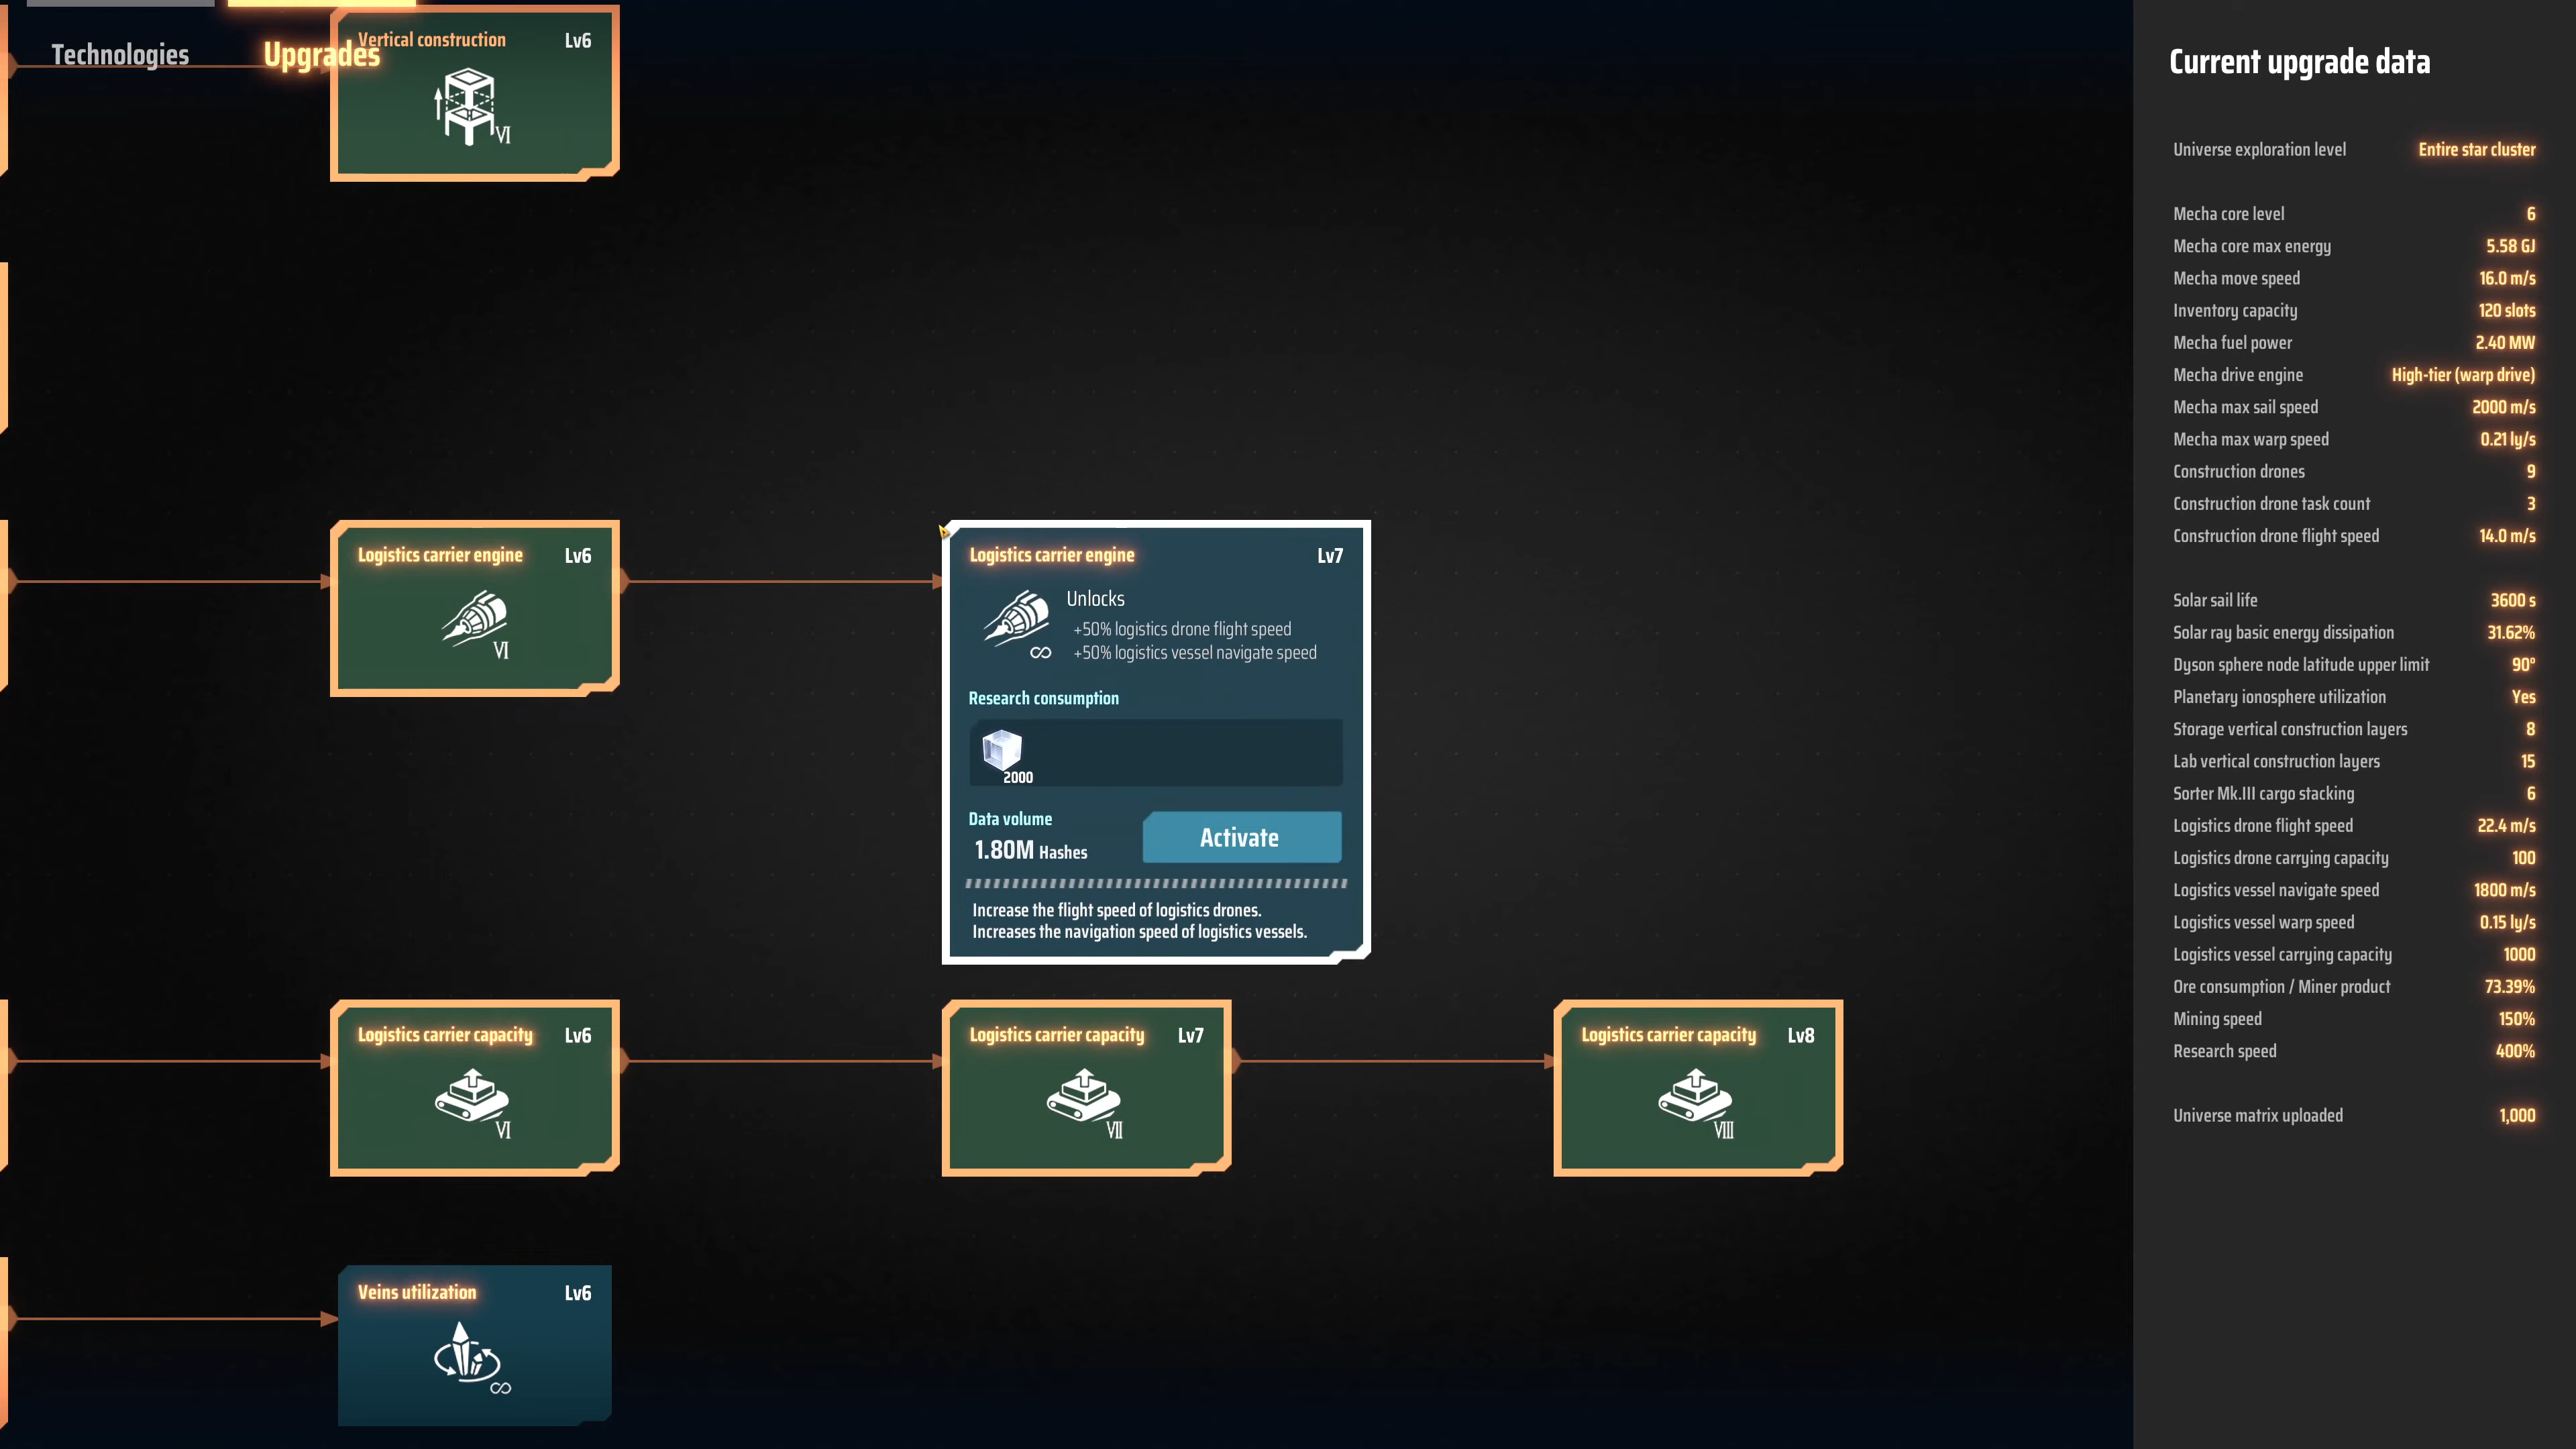 Technologies
Upgrades
Vertical construction Lv6
VI
Logistics carrier engine Lv6
VI
Logistics carrier engine Lv7
Unlocks
+50% logistics drone flight speed
+50% logistics vessel navigate speed
∞
Research consumption
2000
Data volume
1.80M Hashes
Activate
Increase the flight speed of logistics drones.
Increases the navigation speed of logistics vessels.
Logistics carrier capacity Lv6
VI
Logistics carrier capacity Lv7
VII
Logistics carrier capacity Lv8
VIII
Veins utilization Lv6
∞
Current upgrade data
Universe exploration level Entire star cluster
Mecha core level 6
Mecha core max energy 5.58 GJ
Mecha move speed 16.0 m/s
Inventory capacity 120 slots
Mecha fuel power 2.40 MW
Mecha drive engine High-tier (warp drive)
Mecha max sail speed 2000 m/s
Mecha max warp speed 0.21 ly/s
Construction drones 9
Construction drone task count 3
Construction drone flight speed 14.0 m/s
Solar sail life 3600 s
Solar ray basic energy dissipation 31.62%
Dyson sphere node latitude upper limit 90°
Planetary ionosphere utilization Yes
Storage vertical construction layers 8
Lab vertical construction layers 15
Sorter Mk.III cargo stacking 6
Logistics drone flight speed 22.4 m/s
Logistics drone carrying capacity 100
Logistics vessel navigate speed 1800 m/s
Logistics vessel warp speed 0.15 ly/s
Logistics vessel carrying capacity 1000
Ore consumption / Miner product 73.39%
Mining speed 150%
Research speed 400%
Universe matrix uploaded 1,000